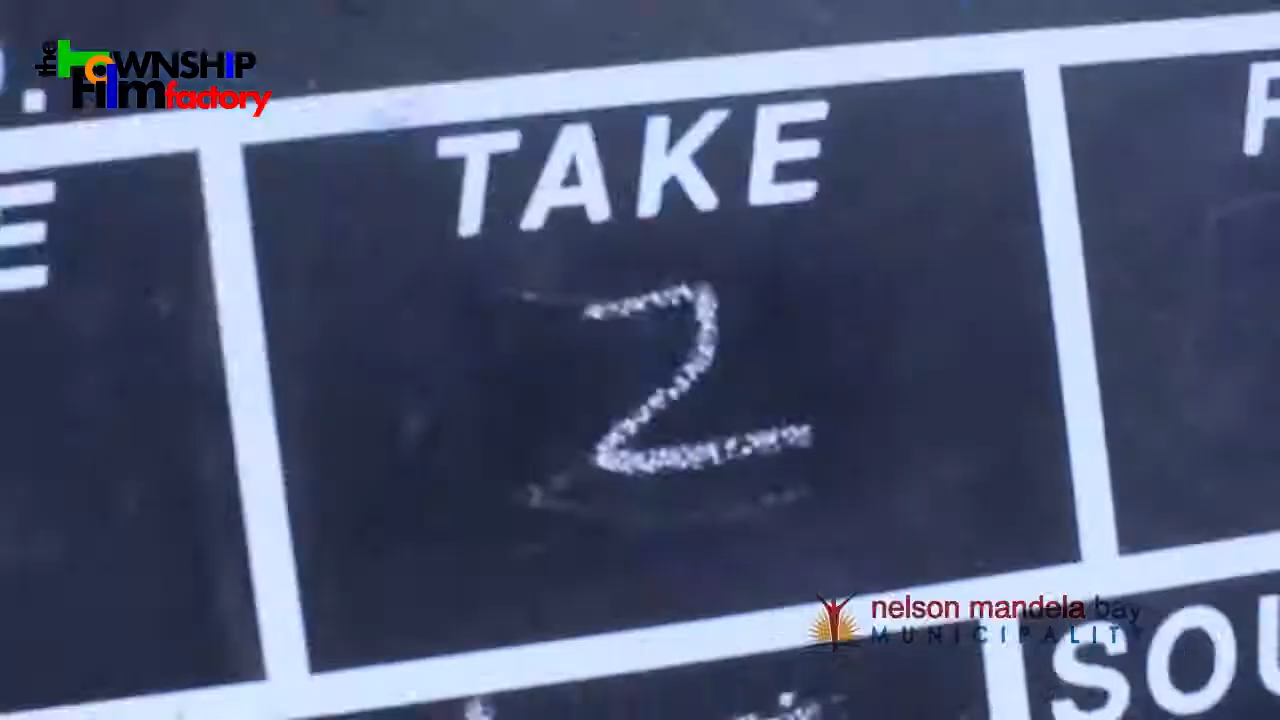 the TOWNSHIP
Film factory
TAKE
2
E
nelson mandela bay
MUNICIPALITY
SOU